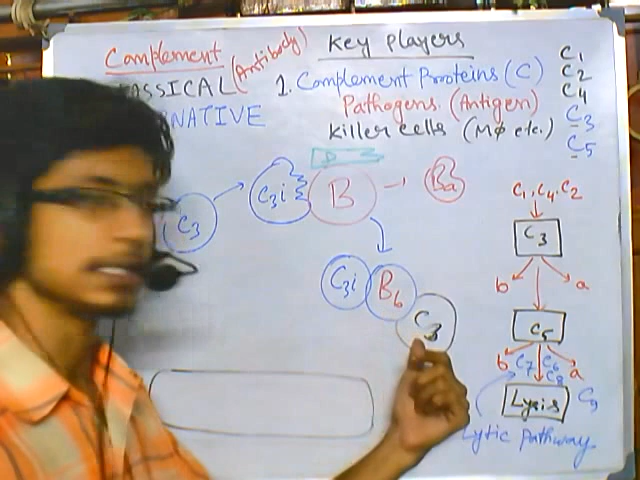 Complement
(Antibody)
ASSICAL
NATIVE
Key players
1. Complement Proteins (C)
Pathogens (Antigen)
Killer cells (MΦ etc.)
C1
C2
C4
C3
C5
D
C3
C3i
B
Ba
C3i
Bb
C3
C1, C4, C2
C3
b
a
C5
b
C7
C6
C8
a
Lysis
C9
Lytic pathway